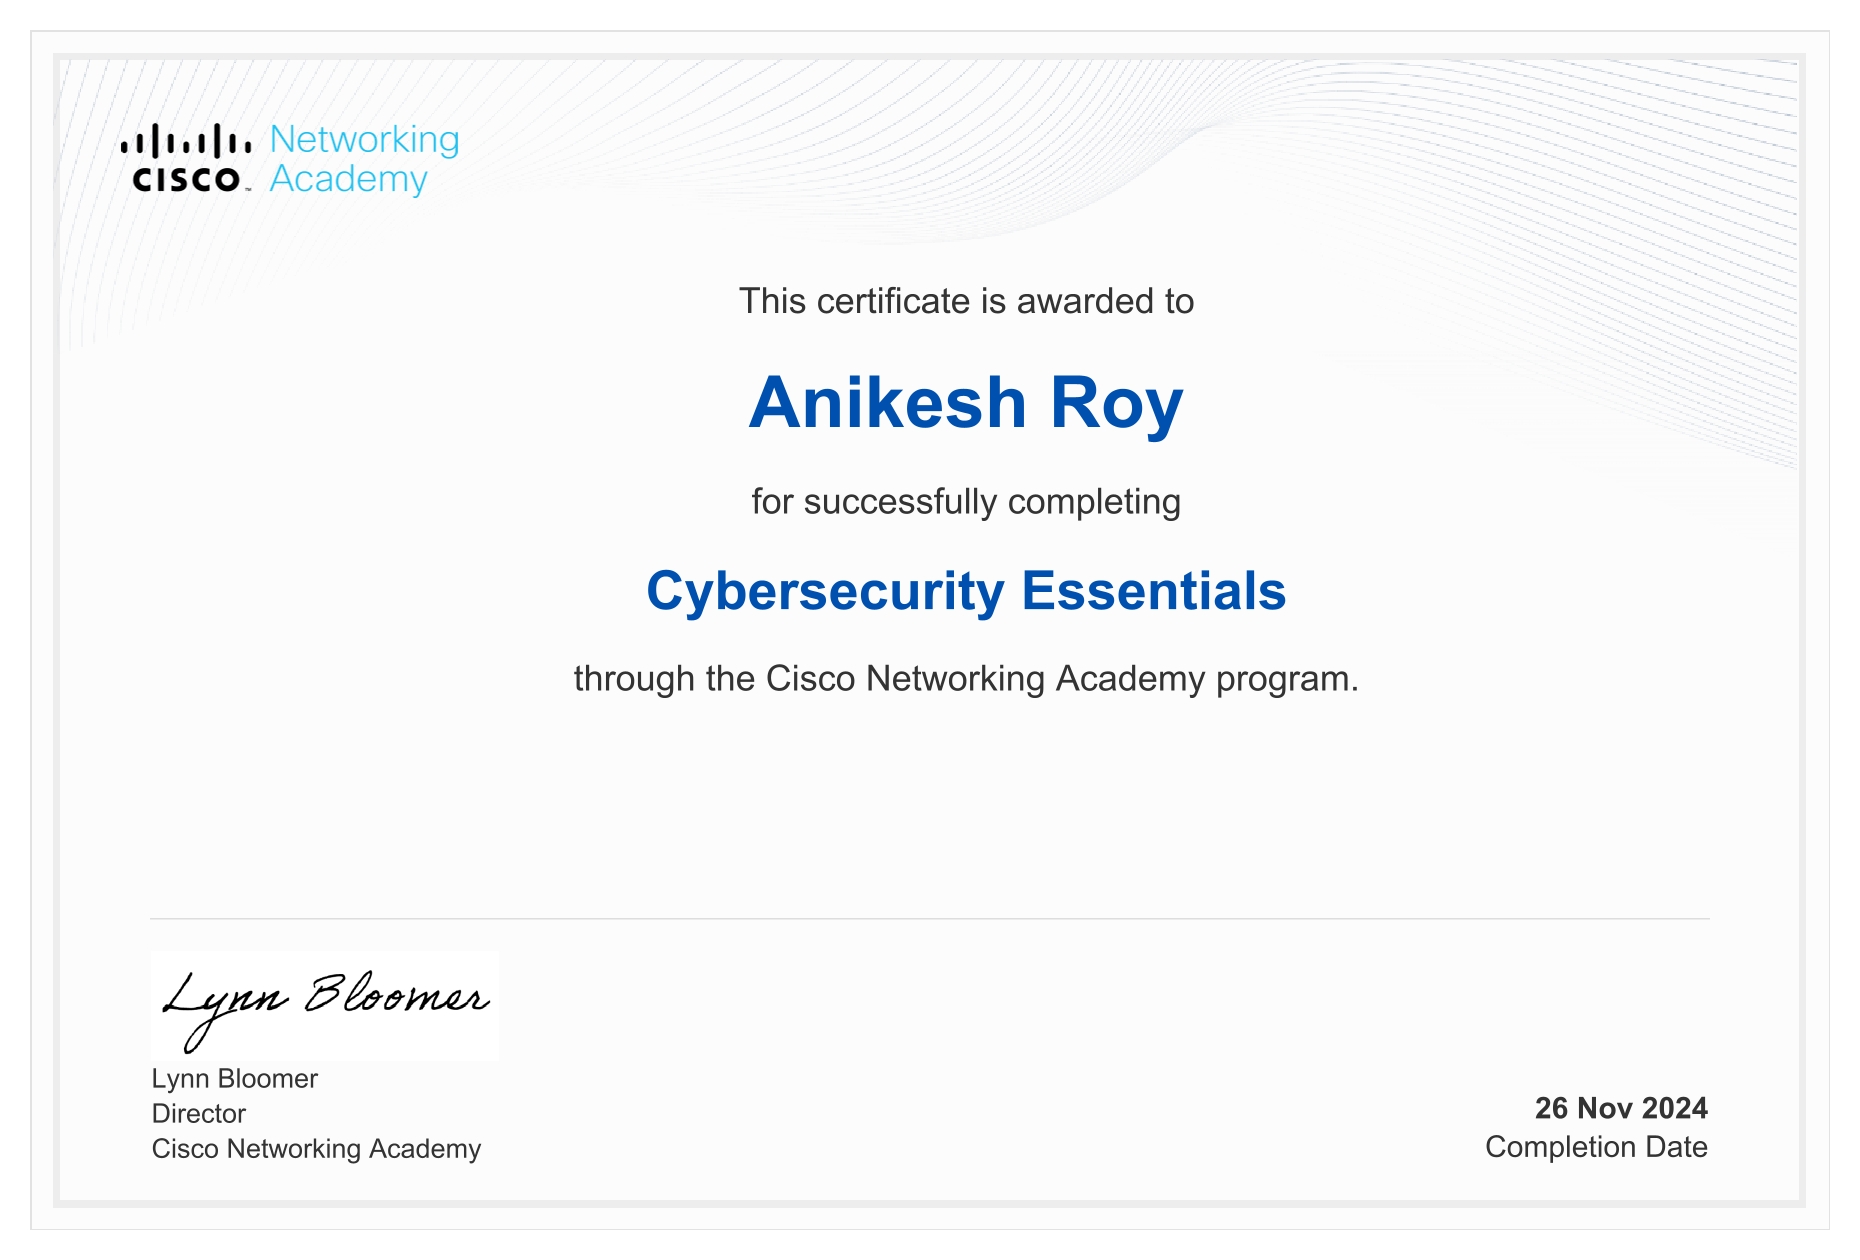 CISCO™ Networking
Academy
This certificate is awarded to
Anikesh Roy
for successfully completing
Cybersecurity Essentials
through the Cisco Networking Academy program.
Lynn Bloomer
Lynn Bloomer
Director
Cisco Networking Academy
26 Nov 2024
Completion Date